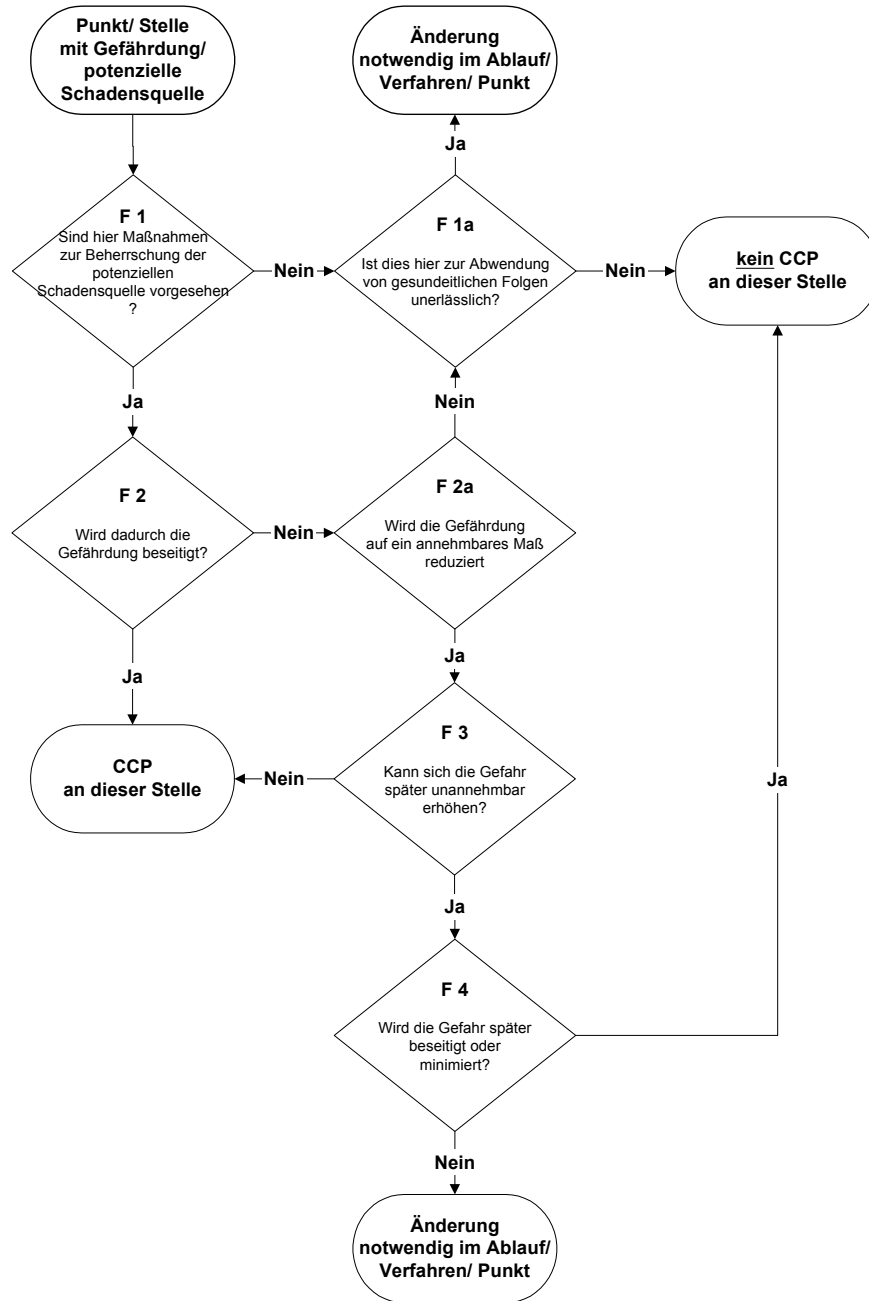 Punkt/ Stelle
mit Gefährdung/
potenzielle
Schadensquelle
Änderung
notwendig im Ablauf/
Verfahren/ Punkt
Ja
F 1
Sind hier Maßnahmen
zur Beherrschung der
potenziellen
Schadensquelle vorgesehen
?
Nein
F 1a
Ist dies hier zur Abwendung
von gesundeitlichen Folgen
unerlässlich?
Nein
kein CCP
an dieser Stelle
Ja
Nein
F 2
Wird dadurch die
Gefährdung beseitigt?
Nein
F 2a
Wird die Gefährdung
auf ein annehmbares Maß
reduziert
Ja
Ja
CCP
an dieser Stelle
Nein
F 3
Kann sich die Gefahr
später unannehmbar
erhöhen?
Ja
Ja
F 4
Wird die Gefahr später
beseitigt oder
minimiert?
Nein
Änderung
notwendig im Ablauf/
Verfahren/ Punkt